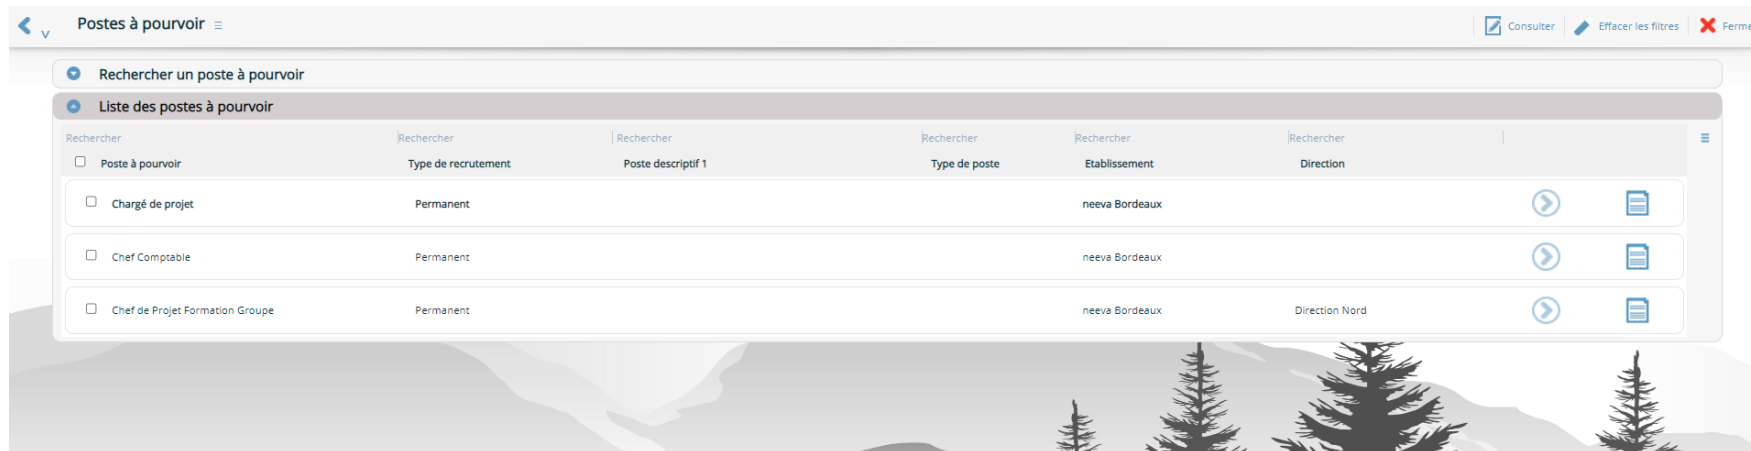 v Postes à pourvoir Consulter Effacer les filtres Ferme
Rechercher un poste à pourvoir
Liste des postes à pourvoir
Rechercher Rechercher Rechercher Rechercher Rechercher Rechercher
Poste à pourvoir Type de recrutement Poste descriptif 1 Type de poste Etablissement Direction
Chargé de projet Permanent neeva Bordeaux
Chef Comptable Permanent neeva Bordeaux
Chef de Projet Formation Groupe Permanent neeva Bordeaux Direction Nord